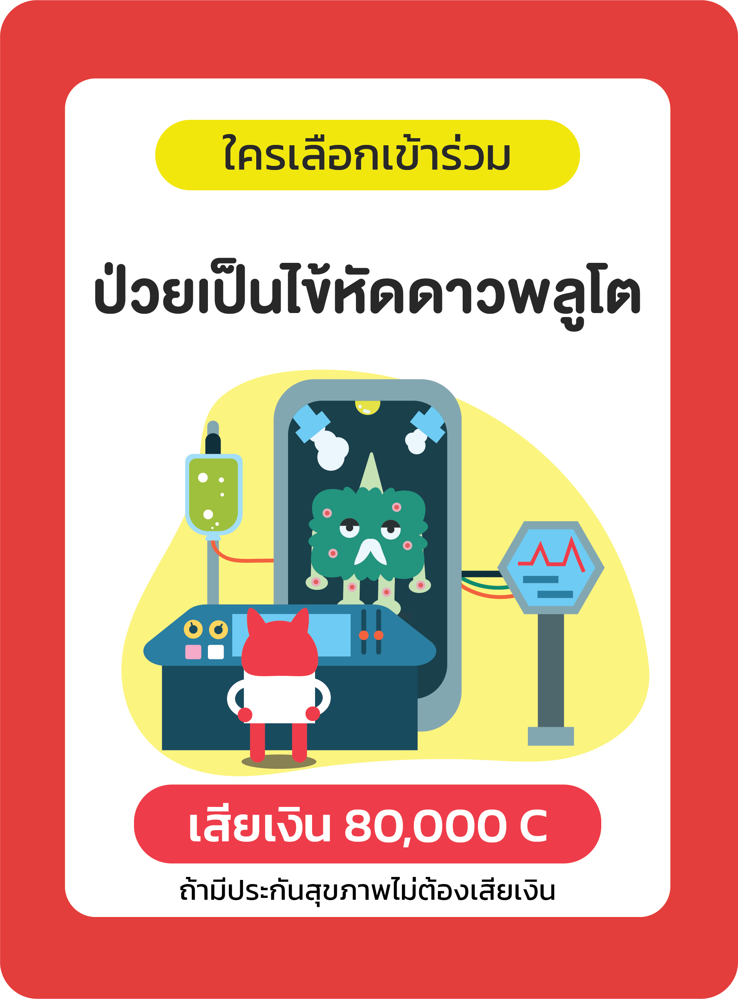 ใครเลือกเข้าร่วม
ป่วยเป็นไข้หัดดาวพลูโต
เสียเงิน 80,000 C
ถ้ามีประกันสุขภาพไม่ต้องเสียเงิน